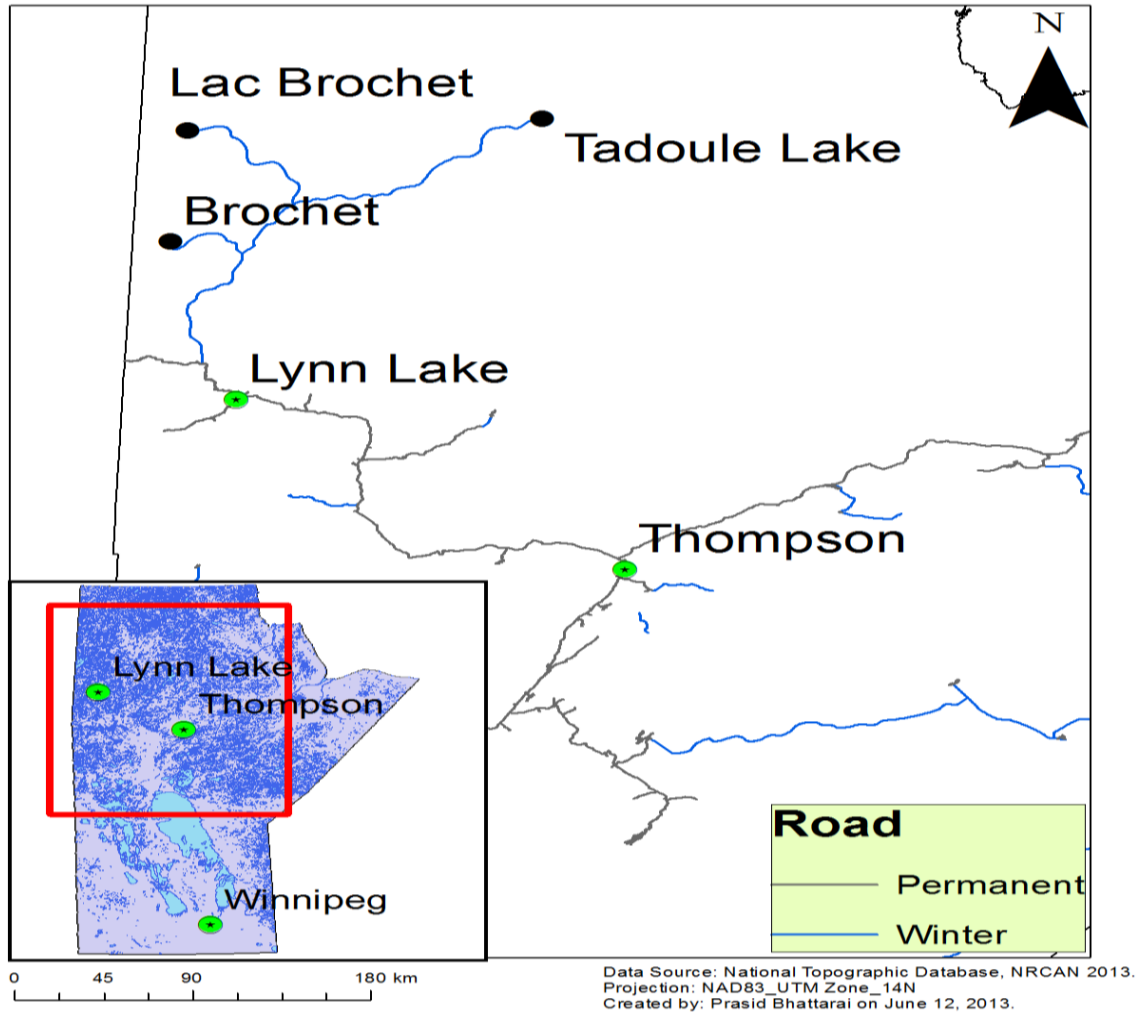 N
Lac Brochet
Tadoule Lake
Brochet
Lynn Lake
Thompson
Lynn Lake
Thompson
Winnipeg
Road
Permanent
Winter
0 45 90 180 km
Data Source: National Topographic Database, NRCAN 2013.
Projection: NAD83_UTM Zone_14N
Created by: Prasid Bhattarai on June 12, 2013.